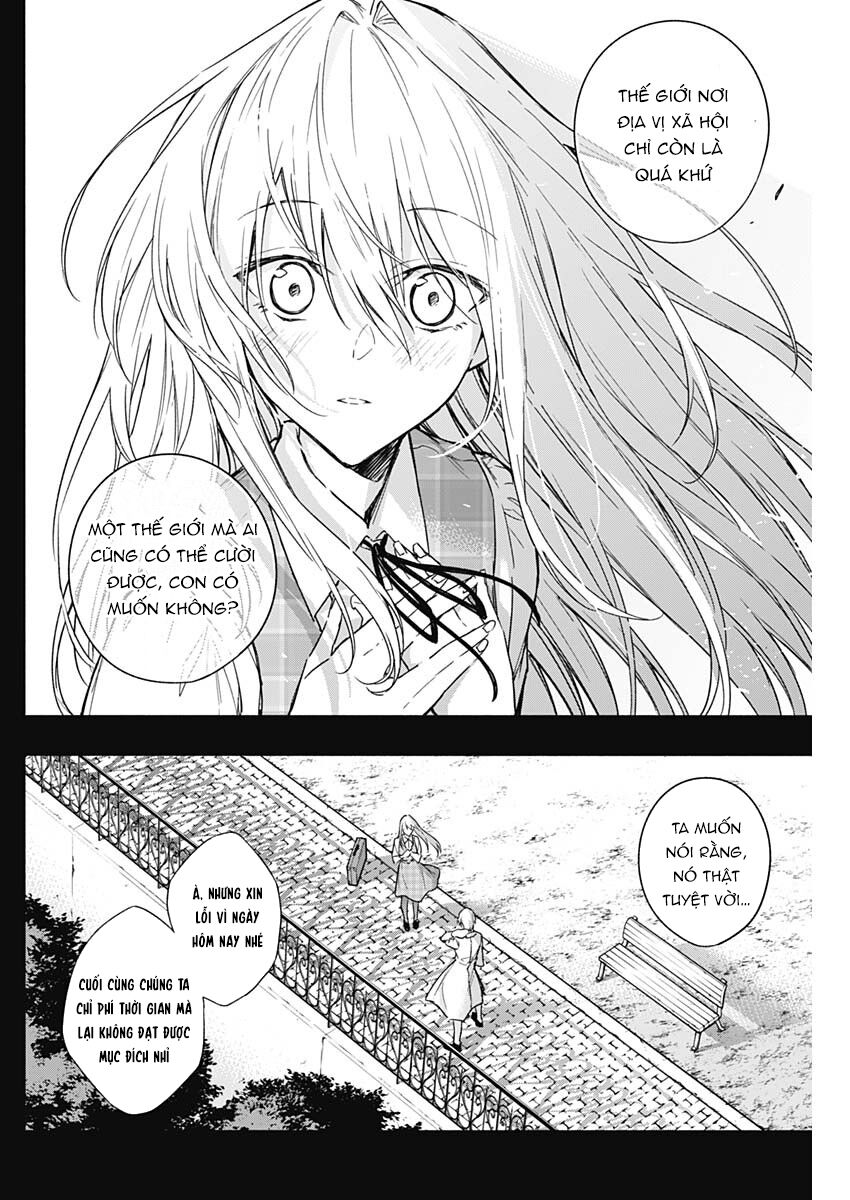 THẾ GIỚI NƠI
ĐỊA VỊ XÃ HỘI
CHỈ CÒN LÀ
QUÁ KHỨ
MỘT THẾ GIỚI MÀ AI
CŨNG CÓ THỂ CƯỜI
ĐƯỢC, CON CÓ
MUỐN KHÔNG?
TA MUỐN
NÓI RẰNG,
NÓ THẬT
TUYỆT VỜI...
À, NHƯNG XIN
LỖI VÌ NGÀY
HÔM NAY NHÉ
CUỐI CÙNG CHÚNG TA
CHỈ PHÍ THỜI GIAN MÀ
LẠI KHÔNG ĐẠT ĐƯỢC
MỤC ĐÍCH NHỈ